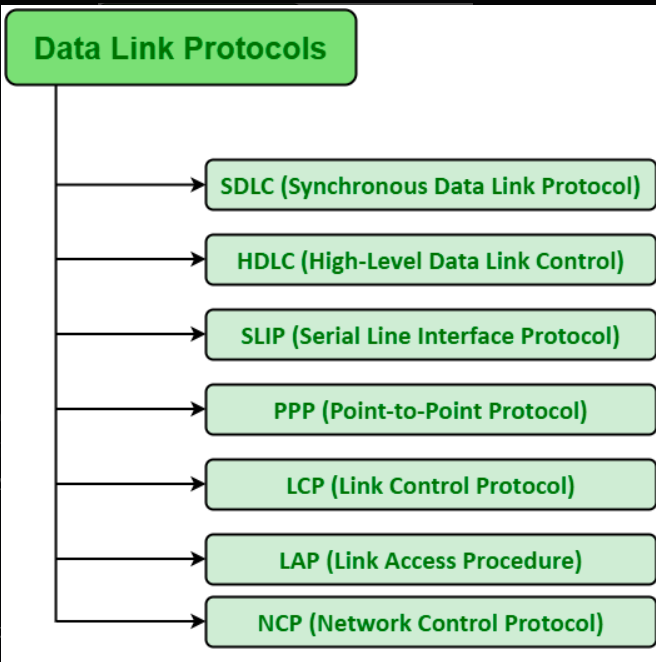 Data Link Protocols
SDLC (Synchronous Data Link Protocol)
HDLC (High-Level Data Link Control)
SLIP (Serial Line Interface Protocol)
PPP (Point-to-Point Protocol)
LCP (Link Control Protocol)
LAP (Link Access Procedure)
NCP (Network Control Protocol)